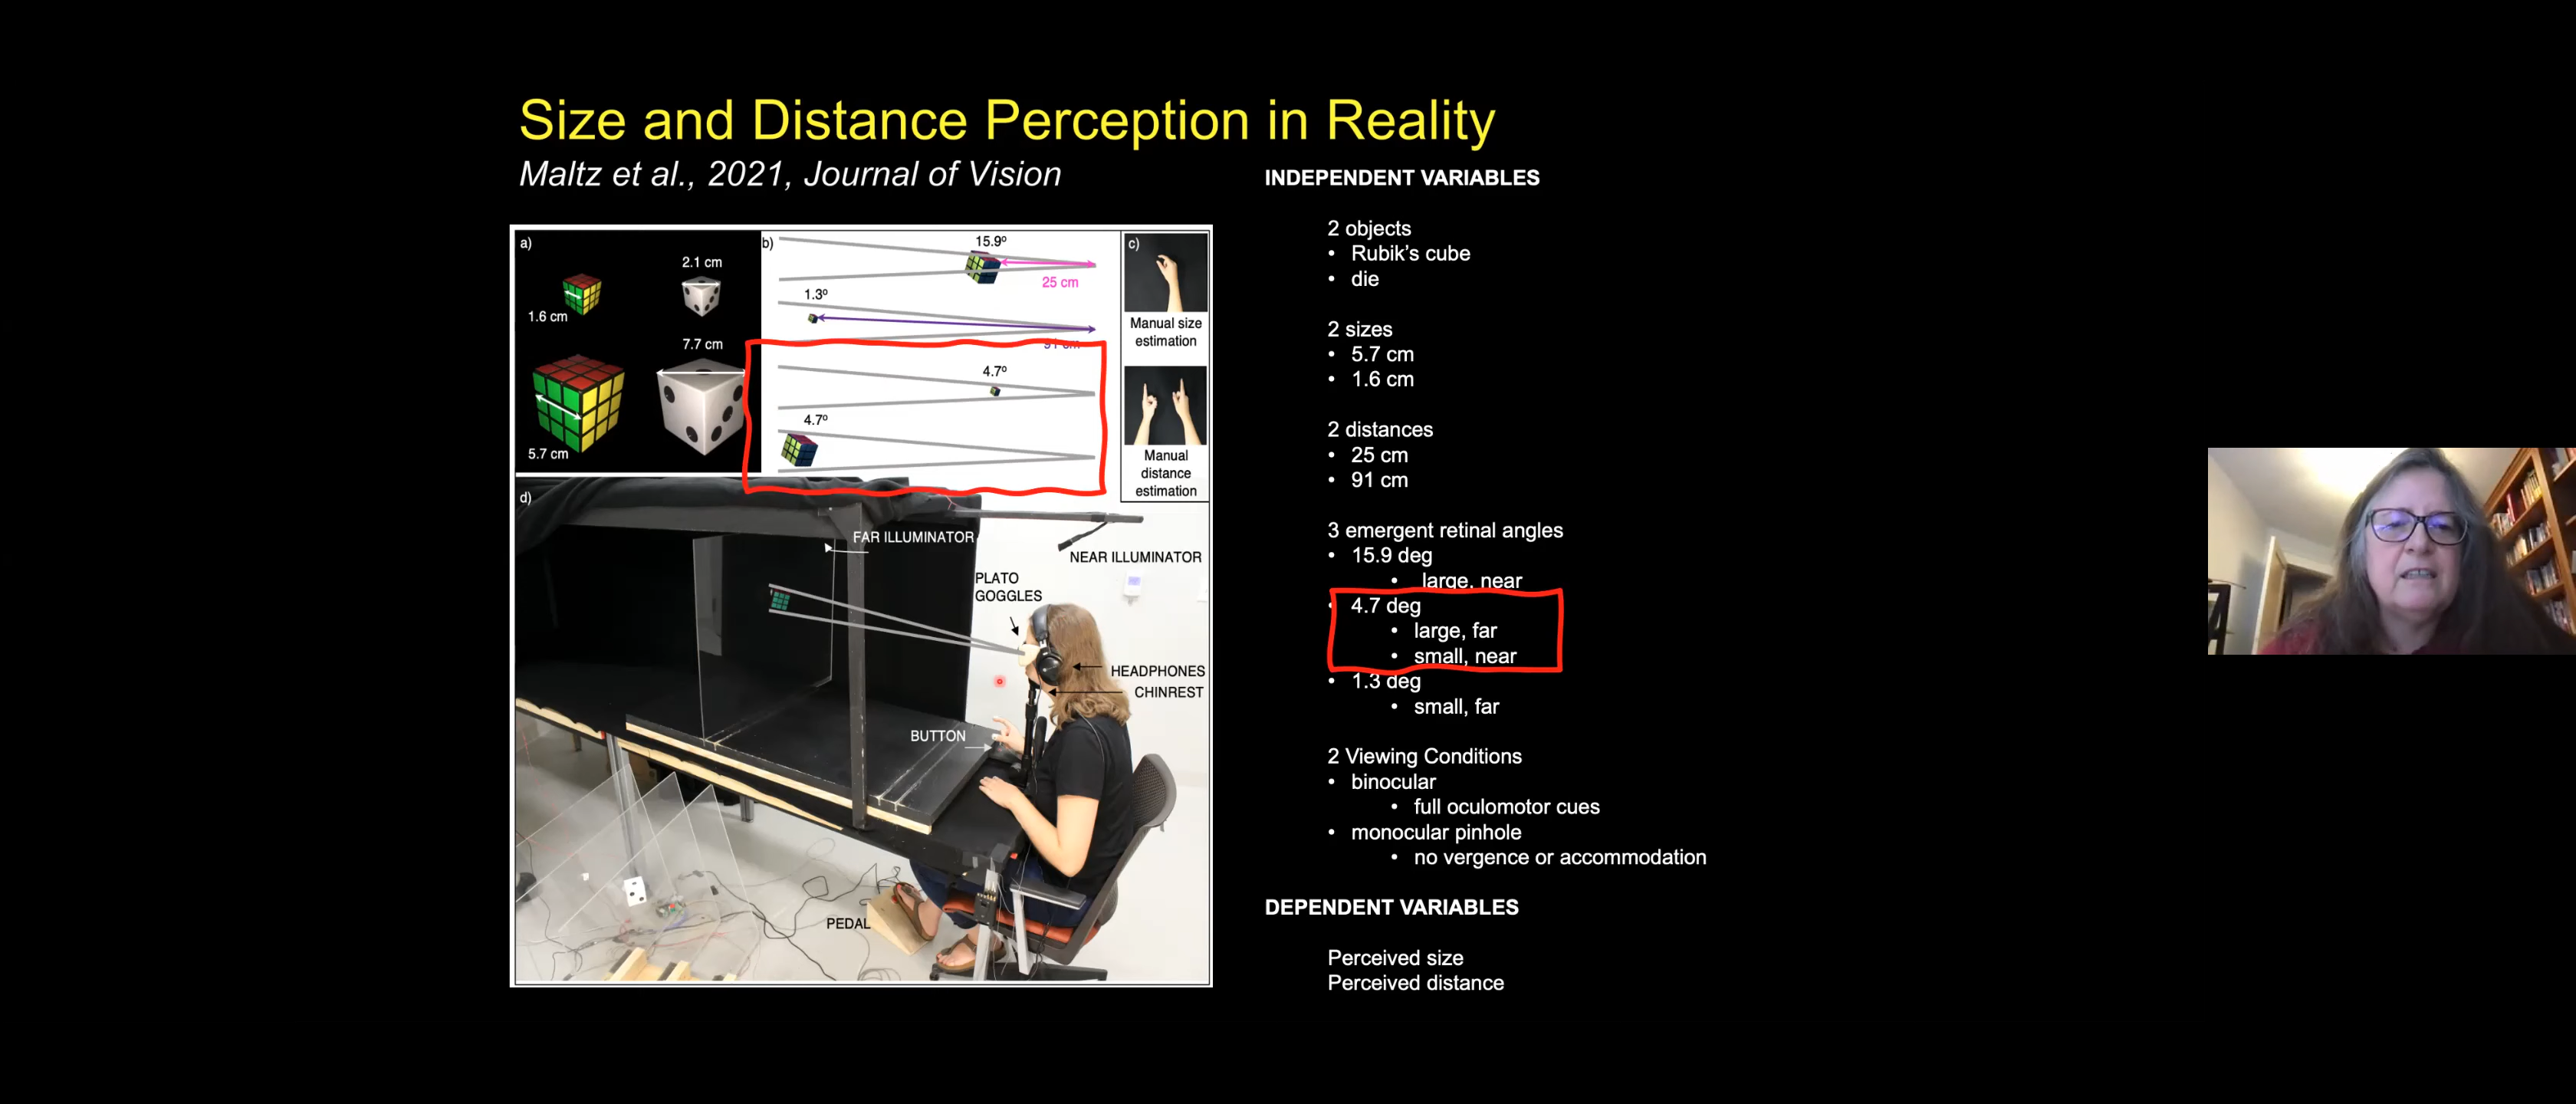 Size and Distance Perception in Reality
Maltz et al., 2021, Journal of Vision
a)
2.1 cm
1.6 cm
7.7 cm
5.7 cm
b)
15.9º
25 cm
1.3º
91 cm
4.7º
4.7º
c)
Manual size
estimation
Manual
distance
estimation
d)
FAR ILLUMINATOR
NEAR ILLUMINATOR
PLATO
GOGGLES
HEADPHONES
CHINREST
BUTTON
PEDAL
INDEPENDENT VARIABLES
2 objects
• Rubik's cube
• die
2 sizes
• 5.7 cm
• 1.6 cm
2 distances
• 25 cm
• 91 cm
3 emergent retinal angles
• 15.9 deg
• large, near
• 4.7 deg
• large, far
• small, near
• 1.3 deg
• small, far
2 Viewing Conditions
• binocular
• full oculomotor cues
• monocular pinhole
• no vergence or accommodation
DEPENDENT VARIABLES
Perceived size
Perceived distance